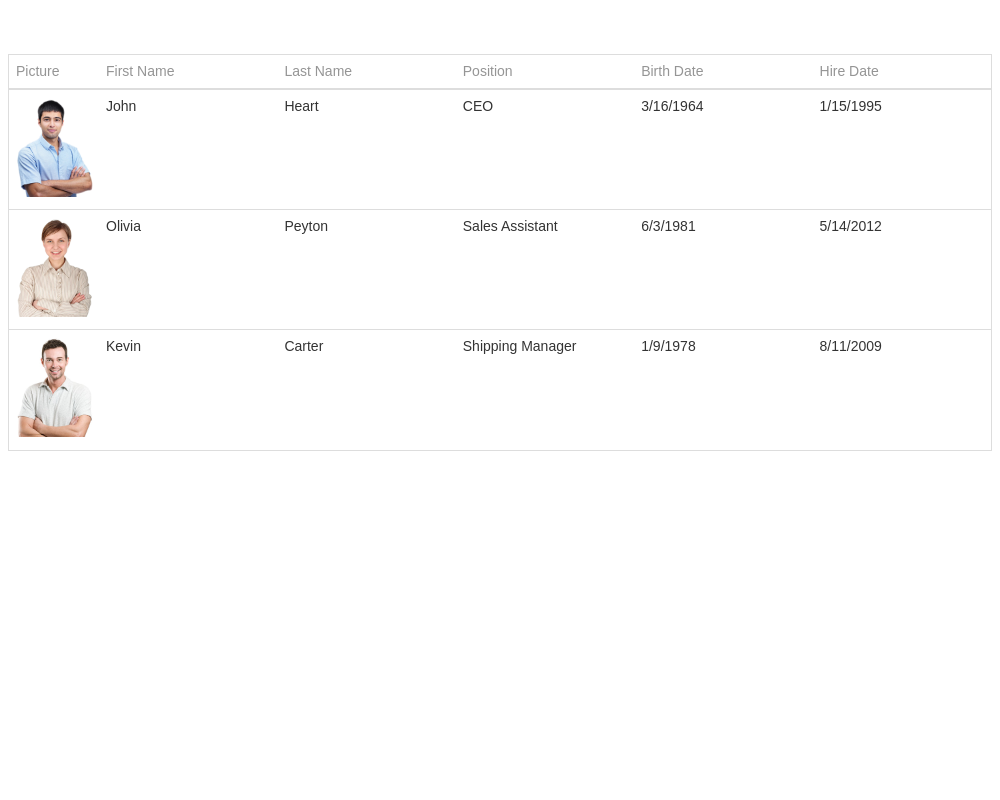 Picture First Name Last Name Position Birth Date Hire Date
John Heart CEO 3/16/1964 1/15/1995
Olivia Peyton Sales Assistant 6/3/1981 5/14/2012
Kevin Carter Shipping Manager 1/9/1978 8/11/2009